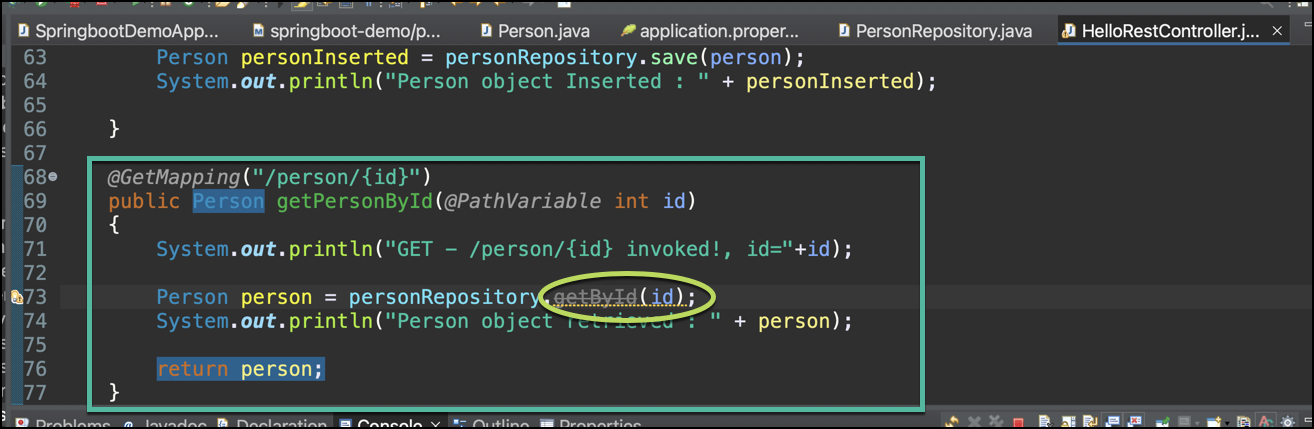 SpringbootDemoApp... springboot-demo/p... Person.java application.proper... PersonRepository.java HelloRestController.j...
63 Person personInserted = personRepository.save(person);
64 System.out.println("Person object Inserted : " + personInserted);
65
66 }
67
68 @GetMapping("/person/{id}")
69 public Person getPersonById(@PathVariable int id)
70 {
71 System.out.println("GET - /person/{id} invoked!, id="+id);
72
73 Person person = personRepository.getById(id);
74 System.out.println("Person object retrieved : " + person);
75
76 return person;
77 }
Problems Javadoc Declaration Console Outline Properties